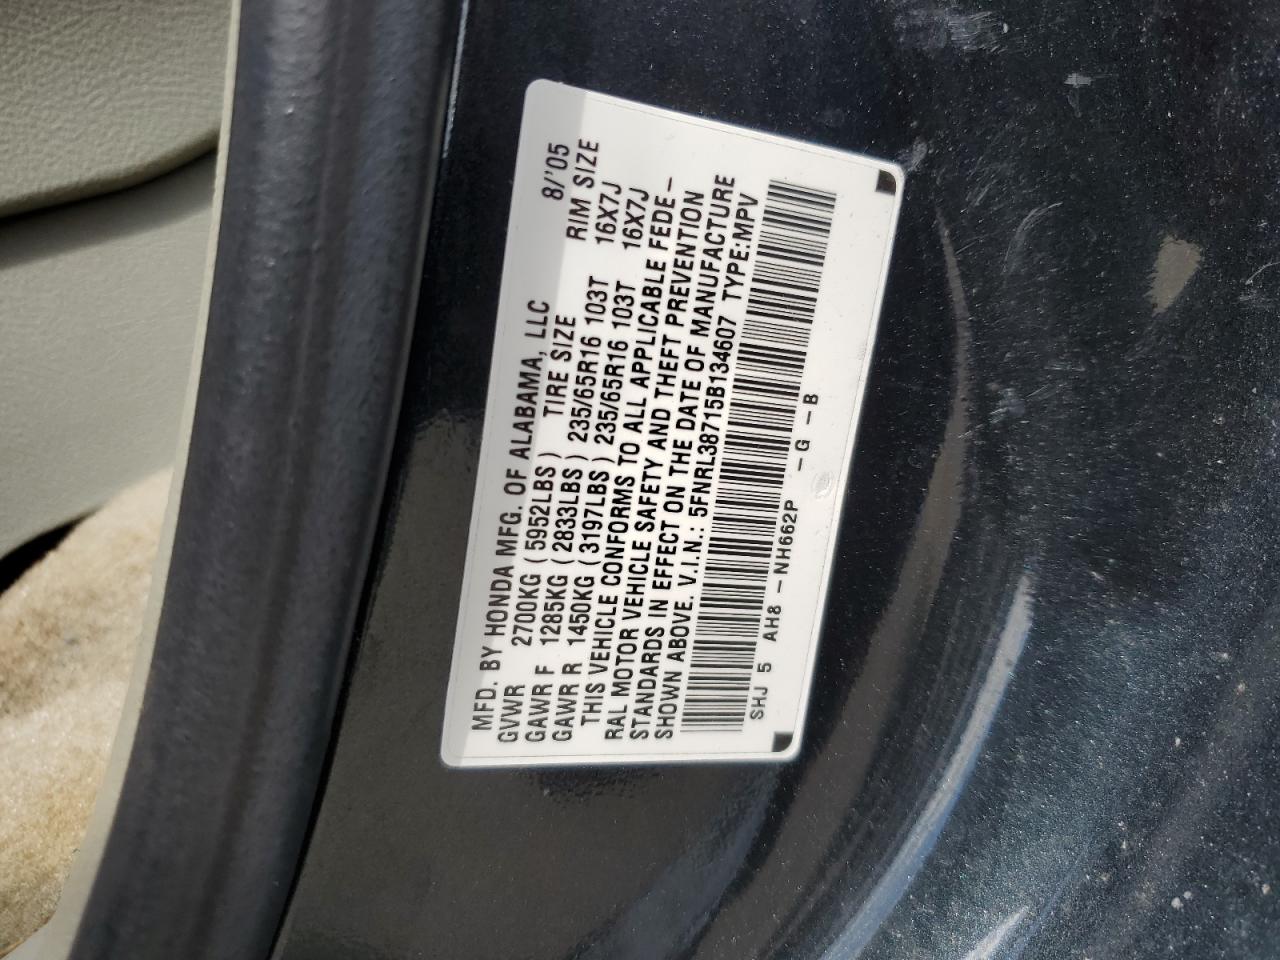 MFD. BY HONDA MFG. OF ALABAMA, LLC 8/'05
GVWR 2700KG (5952LBS) TIRE SIZE RIM SIZE
GAWR F 1285KG (2833LBS) 235/65R16 103T 16X7J
GAWR R 1450KG (3197LBS) 235/65R16 103T 16X7J
THIS VEHICLE CONFORMS TO ALL APPLICABLE FEDE-
RAL MOTOR VEHICLE SAFETY AND THEFT PREVENTION
STANDARDS IN EFFECT ON THE DATE OF MANUFACTURE
SHOWN ABOVE. V.I.N.: 5FNRL38715B134607 TYPE:MPV
SHJ 5 AH8 - NH662P - G - B